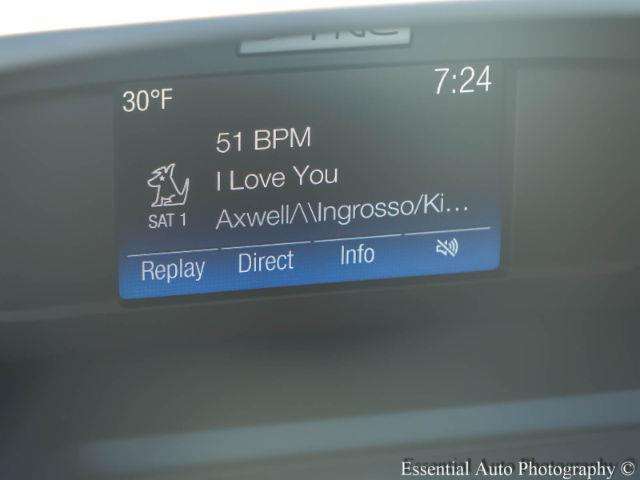 30°F 7:24
51 BPM
I Love You
SAT 1 Axwell/\\Ingrosso/Ki...
Replay Direct Info
Essential Auto Photography ©